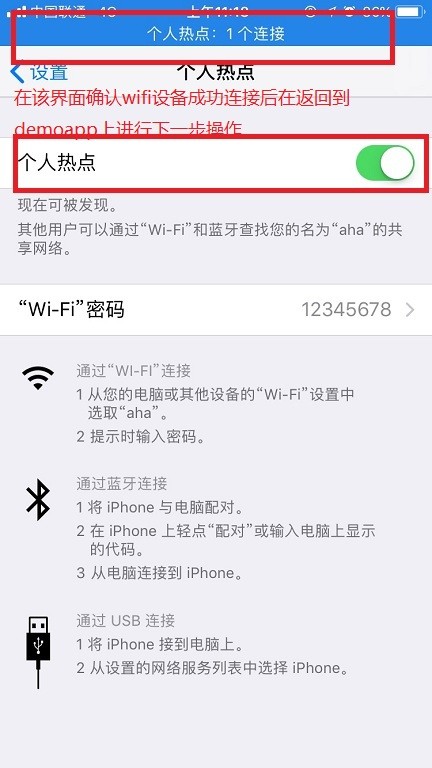 中国联通 4G 上午11:18 86%
个人热点：1 个连接
设置 个人热点
在该界面确认wifi设备成功连接后在返回到
demoapp上进行下一步操作
个人热点
现在可被发现。
其他用户可以通过“Wi-Fi”和蓝牙查找您的名为“aha”的共
享网络。
“Wi-Fi”密码 12345678
通过“WI-FI”连接
1 从您的电脑或其他设备的“Wi-Fi”设置中
选取“aha”。
2 提示时输入密码。
通过蓝牙连接
1 将 iPhone 与电脑配对。
2 在 iPhone 上轻点“配对”或输入电脑上显示
的代码。
3 从电脑连接到 iPhone。
通过 USB 连接
1 将 iPhone 接到电脑上。
2 从设置的网络服务列表中选择 iPhone。